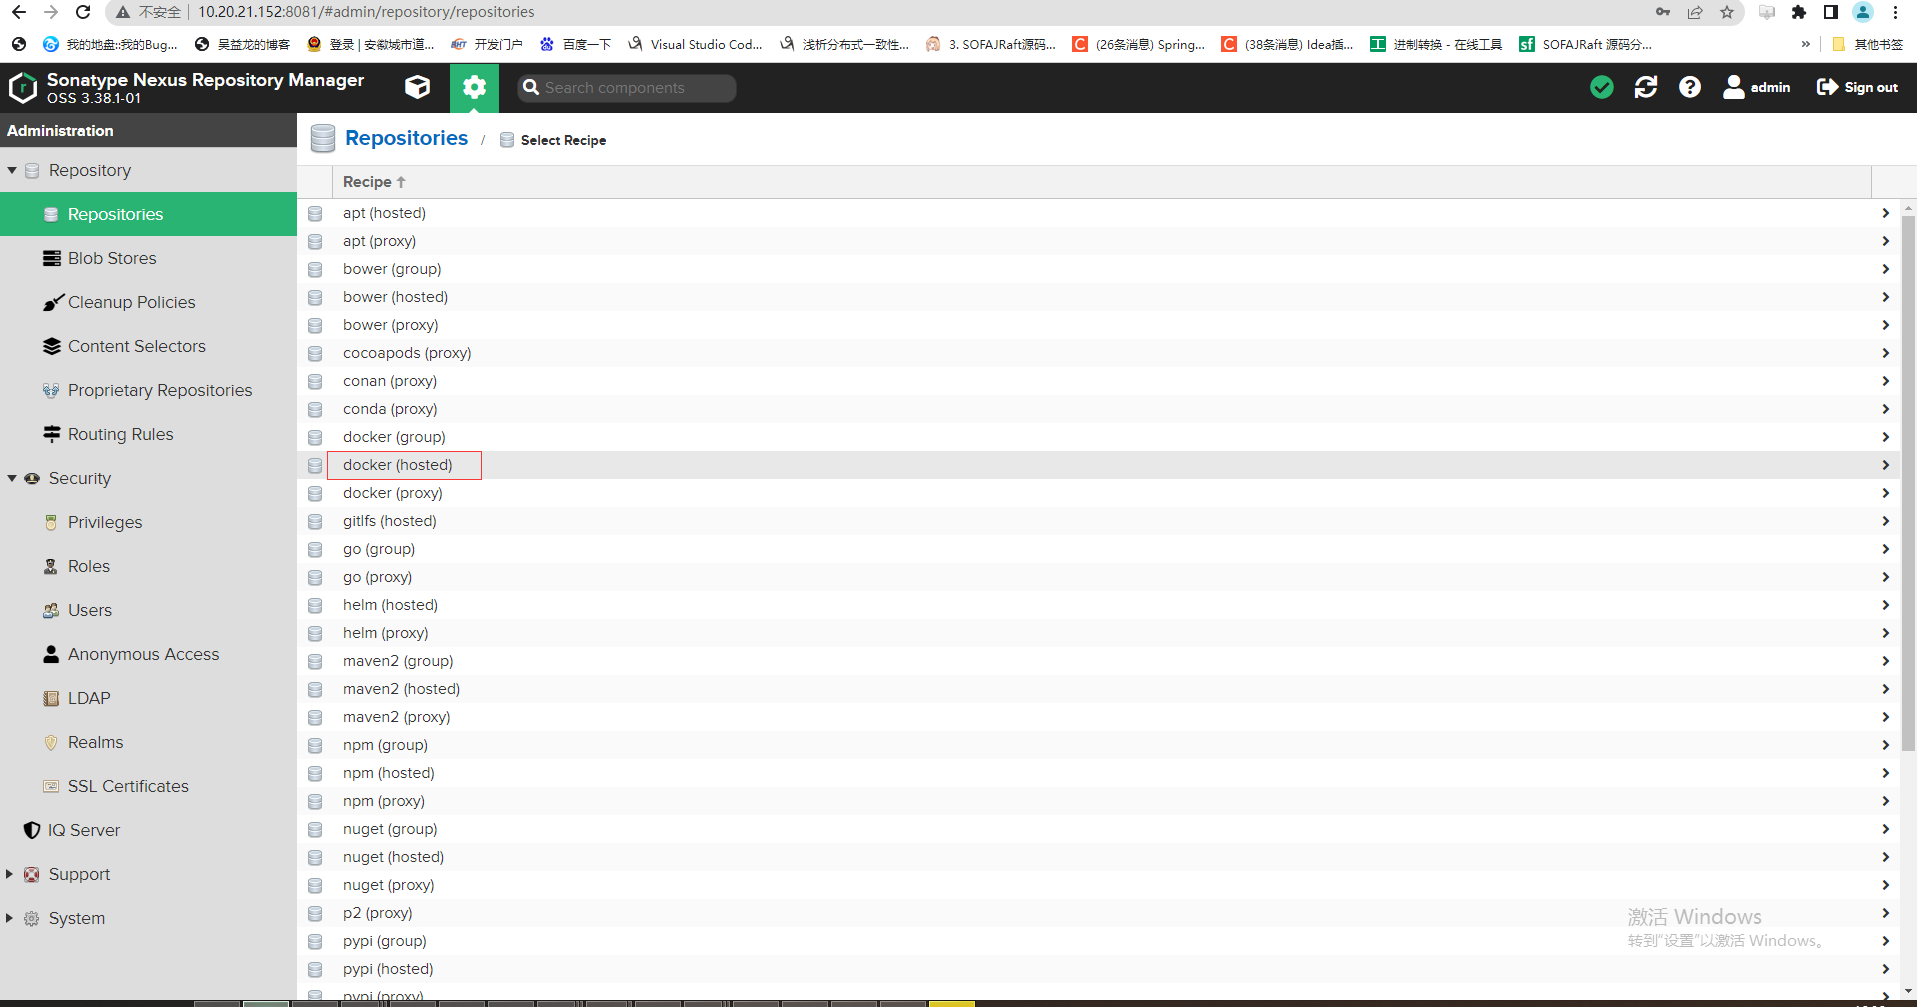 不安全 10.20.21.152:8081/#admin/repository/repositories
我的地盘::我的Bug... 吴益龙的博客 登录 | 安徽城市道... 开发门户 百度一下 Visual Studio Cod... 浅析分布式一致性... 3. SOFAJRaft源码... (26条消息) Spring... (38条消息) Idea插... 进制转换 - 在线工具 SOFAJRaft 源码分... » 其他书签
Sonatype Nexus Repository Manager
OSS 3.38.1-01
Search components
admin
Sign out
Administration
Repository
Repositories
Blob Stores
Cleanup Policies
Content Selectors
Proprietary Repositories
Routing Rules
Security
Privileges
Roles
Users
Anonymous Access
LDAP
Realms
SSL Certificates
IQ Server
Support
System
Repositories / Select Recipe
Recipe
apt (hosted)
apt (proxy)
bower (group)
bower (hosted)
bower (proxy)
cocoapods (proxy)
conan (proxy)
conda (proxy)
docker (group)
docker (hosted)
docker (proxy)
gitlfs (hosted)
go (group)
go (proxy)
helm (hosted)
helm (proxy)
maven2 (group)
maven2 (hosted)
maven2 (proxy)
npm (group)
npm (hosted)
npm (proxy)
nuget (group)
nuget (hosted)
nuget (proxy)
p2 (proxy)
pypi (group)
pypi (hosted)
pypi (proxy)
激活 Windows
转到"设置"以激活 Windows。